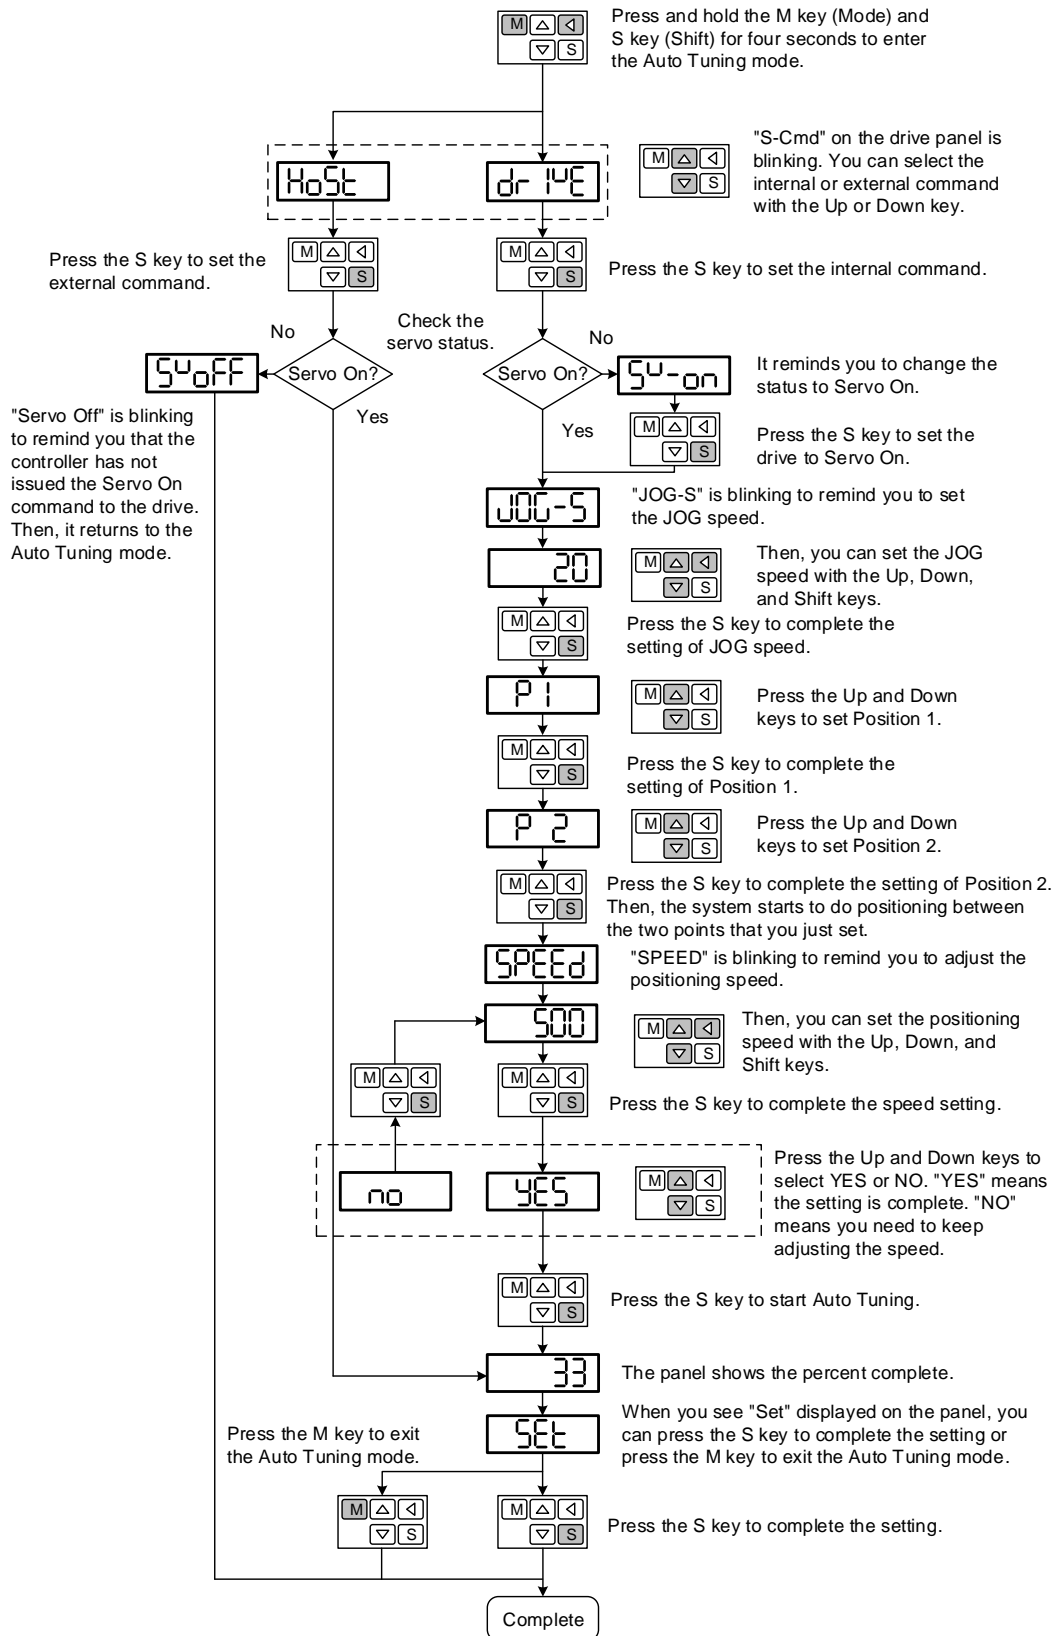 M
S
Press and hold the M key (Mode) and
S key (Shift) for four seconds to enter
the Auto Tuning mode.
HoSt
drIvE
M
S
"S-Cmd" on the drive panel is
blinking. You can select the
internal or external command
with the Up or Down key.
Press the S key to set the
external command.
M
S
M
S
Press the S key to set the internal command.
No
Check the
servo status.
No
SvoFF
Servo On?
Servo On?
Sv-on
It reminds you to change the
status to Servo On.
Yes
Yes
"Servo Off" is blinking
to remind you that the
controller has not
issued the Servo On
command to the drive.
Then, it returns to the
Auto Tuning mode.
M
S
Press the S key to set the
drive to Servo On.
JOG-S
"JOG-S" is blinking to remind you to set
the JOG speed.
20
M
S
Then, you can set the JOG
speed with the Up, Down,
and Shift keys.
M
S
Press the S key to complete the
setting of JOG speed.
P1
M
S
Press the Up and Down
keys to set Position 1.
M
S
Press the S key to complete the
setting of Position 1.
P 2
M
S
Press the Up and Down
keys to set Position 2.
M
S
Press the S key to complete the setting of Position 2.
Then, the system starts to do positioning between
the two points that you just set.
SPEEd
"SPEED" is blinking to remind you to adjust the
positioning speed.
500
M
S
Then, you can set the positioning
speed with the Up, Down, and
Shift keys.
M
S
M
S
Press the S key to complete the speed setting.
no
YES
M
S
Press the Up and Down keys to
select YES or NO. "YES" means
the setting is complete. "NO"
means you need to keep
adjusting the speed.
M
S
Press the S key to start Auto Tuning.
33
The panel shows the percent complete.
SEt
When you see "Set" displayed on the panel, you
can press the S key to complete the setting or
press the M key to exit the Auto Tuning mode.
Press the M key to exit
the Auto Tuning mode.
M
S
M
S
Press the S key to complete the setting.
Complete